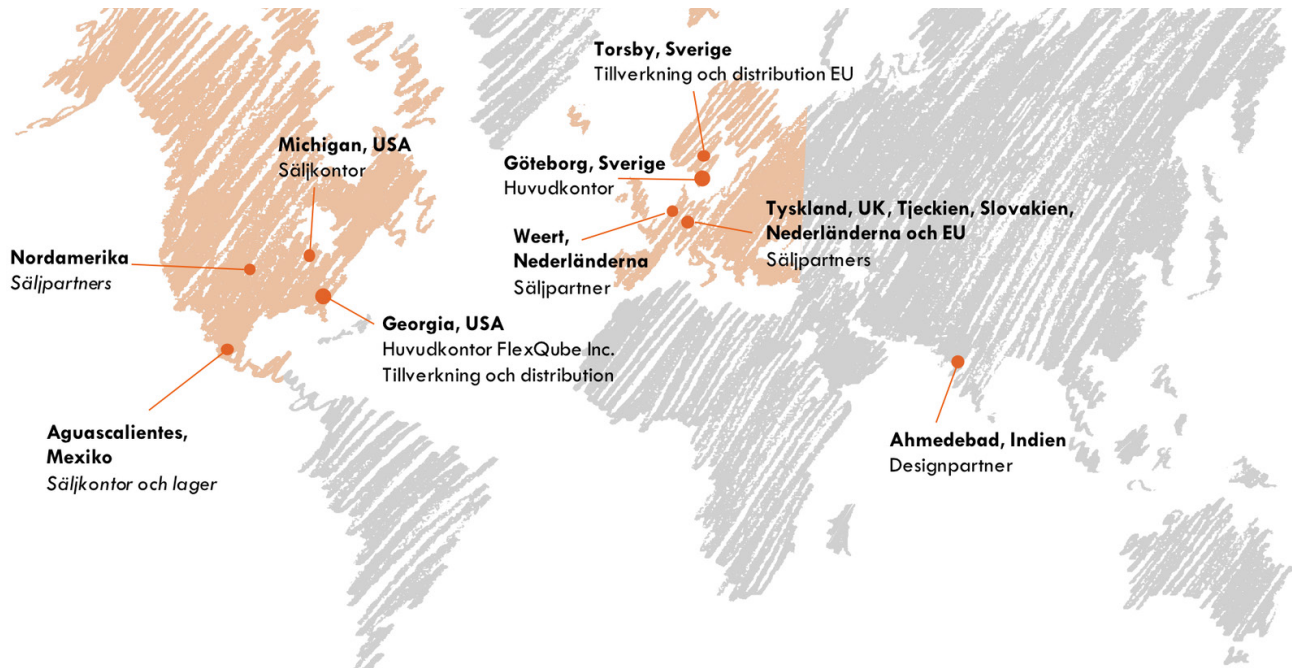 Torsby, Sverige
Tillverkning och distribution EU
Michigan, USA
Säljkontor
Göteborg, Sverige
Huvudkontor
Tyskland, UK, Tjeckien, Slovakien,
Nederländerna och EU
Säljpartners
Weert,
Nederländerna
Säljpartner
Nordamerika
Säljpartners
Georgia, USA
Huvudkontor FlexQube Inc.
Tillverkning och distribution
Aguascalientes,
Mexiko
Säljkontor och lager
Ahmedebad, Indien
Designpartner